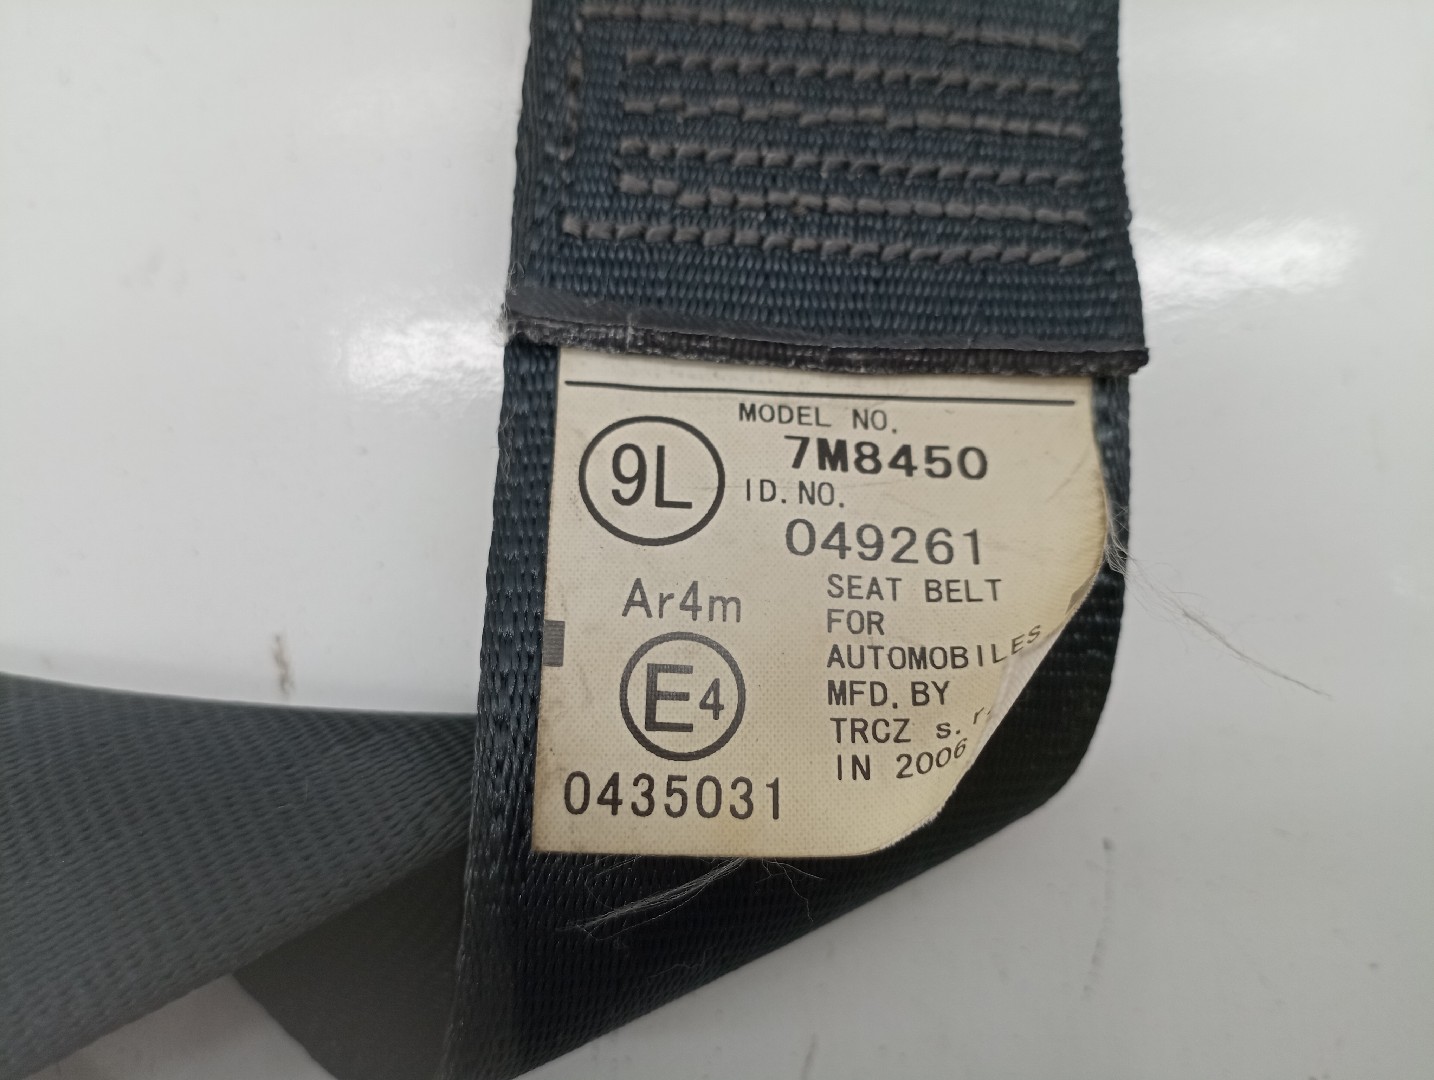 MODEL NO.
7M8450
9L
ID. NO.
049261
Ar4m
SEAT BELT
FOR
AUTOMOBILES
E4
MFD. BY
TRCZ s. r.
IN 2006
0435031